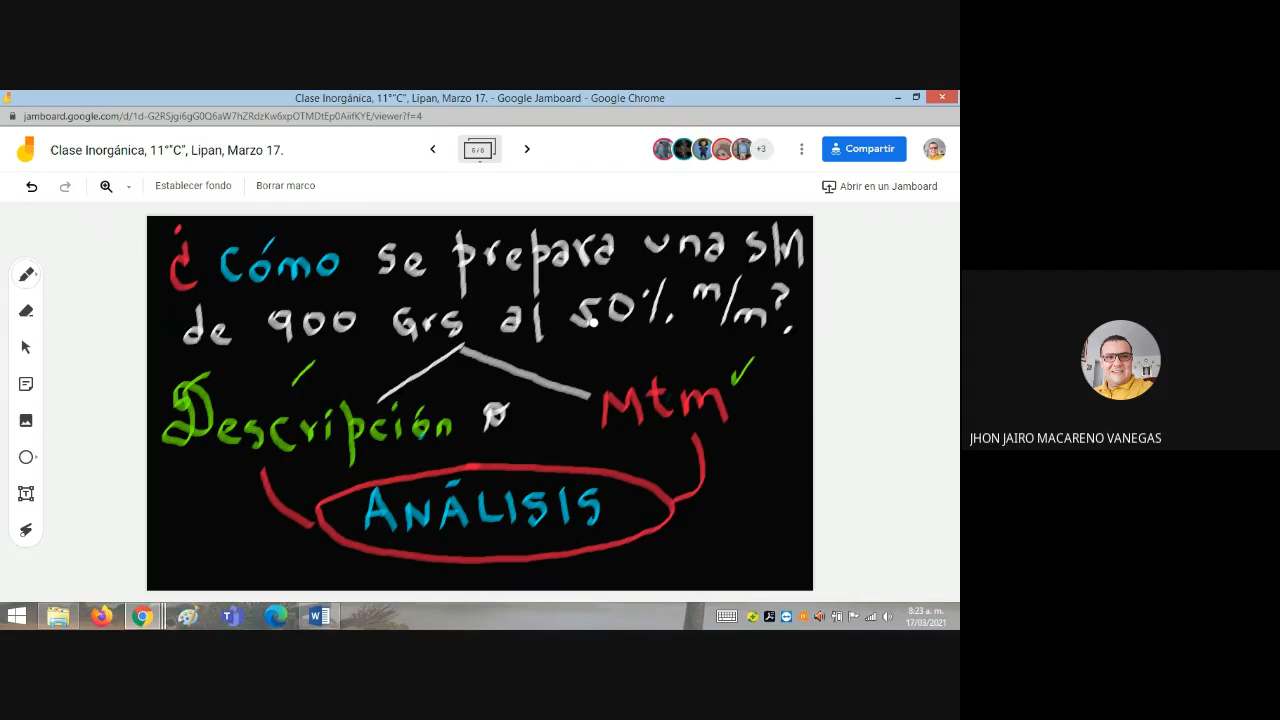 Clase Inorgánica, 11°"C", Lipan, Marzo 17. - Google Jamboard - Google Chrome
jamboard.google.com/d/1d-G2RSjgi6gG0Q6aW7hZRdzKw6xpOTMDtEp0AiifKYE/viewer?f=4
Clase Inorgánica, 11°"C", Lipan, Marzo 17.
6/8
+3
Compartir
Establecer fondo
Borrar marco
Abrir en un Jamboard
¿Cómo se prepara una sln
de 900 Grs al 50% m/m?
Descripción
Mtm
ANÁLISIS
JHON JAIRO MACARENO VANEGAS
8:23 a. m.
17/03/2021